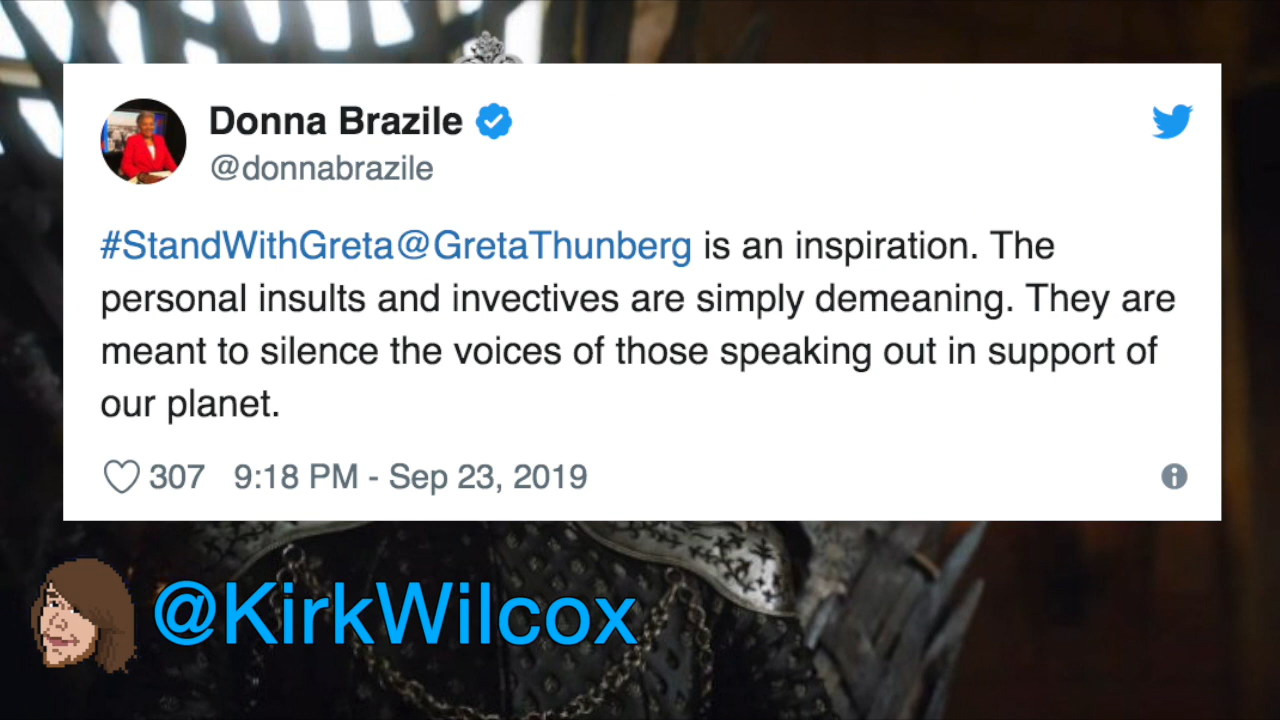 Donna Brazile
@donnabrazile
#StandWithGreta@GretaThunberg is an inspiration. The
personal insults and invectives are simply demeaning. They are
meant to silence the voices of those speaking out in support of
our planet.
307 9:18 PM - Sep 23, 2019
@KirkWilcox